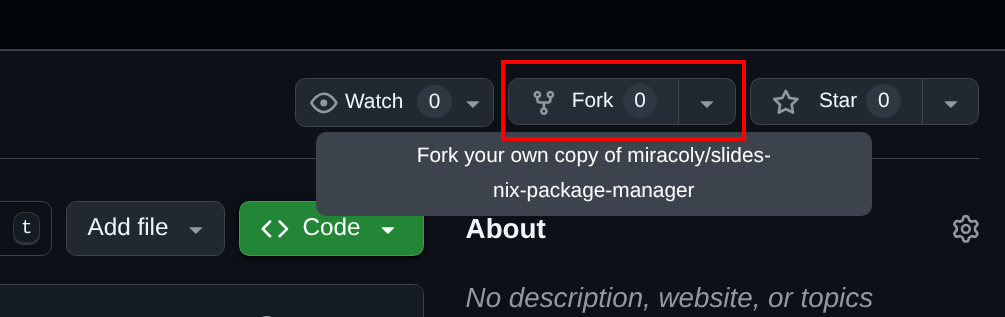 Watch 0 Fork 0 Star 0
Fork your own copy of miracoly/slides-
nix-package-manager
t Add file Code About
No description, website, or topics